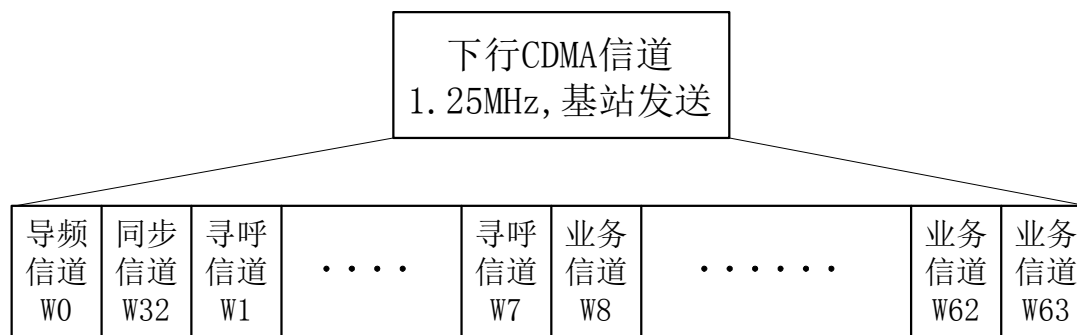 下行CDMA信道
1.25MHz,基站发送
导频
信道
W0
同步
信道
W32
寻呼
信道
W1
....
寻呼
信道
W7
业务
信道
W8
......
业务
信道
W62
业务
信道
W63